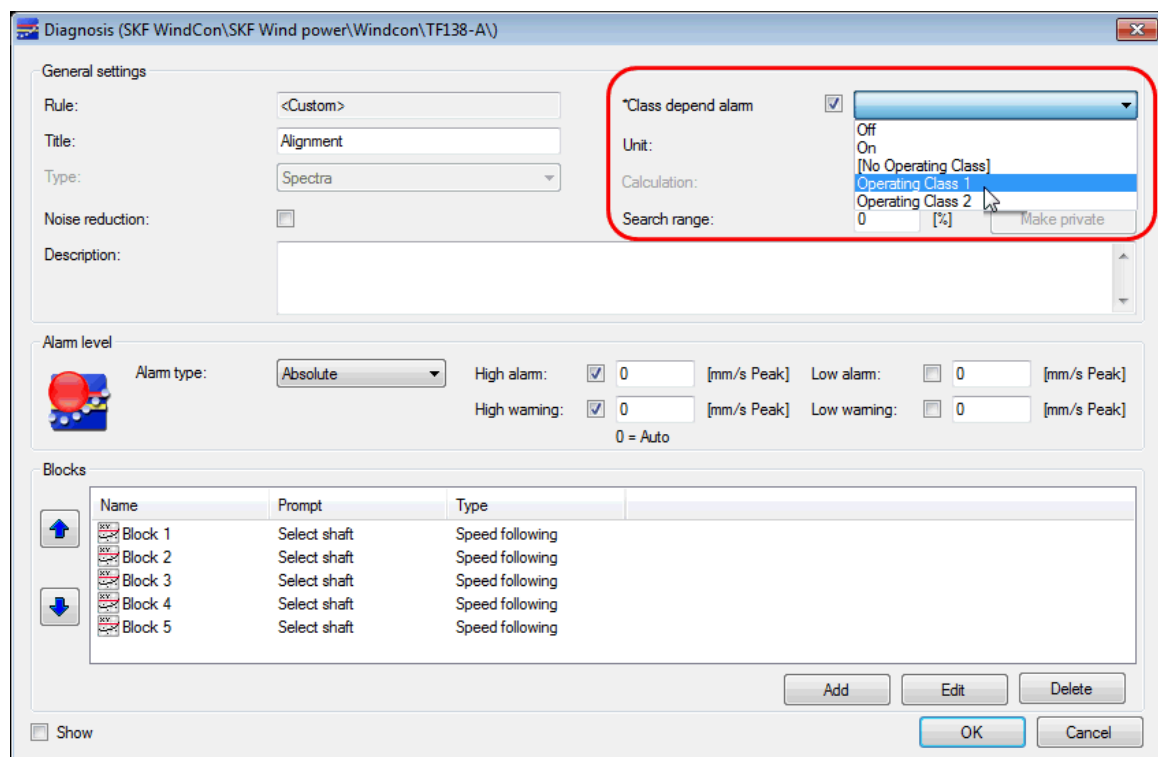 Diagnosis (SKF WindCon\SKF Wind power\Windcon\TF138-A\)
General settings
Rule: <Custom> *Class depend alarm
Off
Title: Alignment Unit: On
[No Operating Class]
Type: Spectra Calculation: Operating Class 1
Operating Class 2
Noise reduction: Search range: 0 [%] Make private
Description:
Alarm level
Alarm type: Absolute High alarm: 0 [mm/s Peak] Low alarm: 0 [mm/s Peak]
High warning: 0 [mm/s Peak] Low warning: 0 [mm/s Peak]
0 = Auto
Blocks
Name Prompt Type
Block 1 Select shaft Speed following
Block 2 Select shaft Speed following
Block 3 Select shaft Speed following
Block 4 Select shaft Speed following
Block 5 Select shaft Speed following
Add Edit Delete
Show OK Cancel